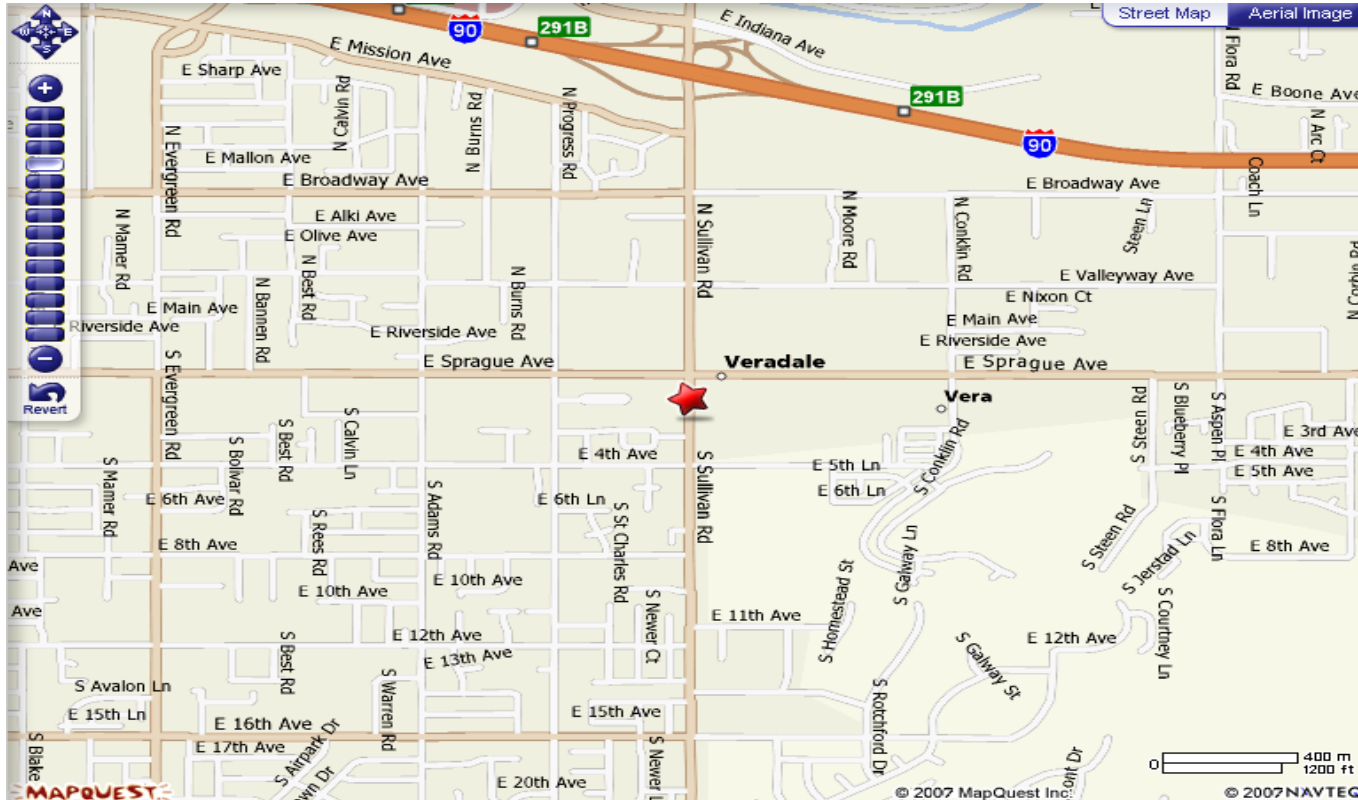 N
W E
S
Street Map
Aerial Image
E Indiana Ave
90
291B
E Mission Ave
N Flora Rd
E Sharp Ave
N Calvin Rd
N Burns Rd
N Progress Rd
291B
E Boone Ave
N Arc Ct
90
N Evergreen Rd
E Mallon Ave
Coach Ln
E Broadway Ave
E Broadway Ave
N Mamer Rd
E Alki Ave
E Olive Ave
N Sullivan Rd
N Moore Rd
N Conklin Rd
Steen Ln
N Best Rd
N Burns Rd
N Bannen Rd
E Valleyway Ave
E Nixon Ct
E Main Ave
Riverside Ave
E Riverside Ave
E Main Ave
E Riverside Ave
E Sprague Ave
Veradale
E Sprague Ave
Revert
S Evergreen Rd
Vera
S Steen Rd
S Blueberry Pl
S Aspen Pl
S Calvin Ln
S Best Rd
S Bolivar Rd
E 3rd Ave
E 4th Ave
E 4th Ave
E 5th Ave
S Mamer Rd
S Sullivan Rd
E 5th Ln
S Conklin Rd
E 6th Ln
E 6th Ave
S Adams Rd
E 6th Ln
S Rees Rd
S St Charles Rd
S Flora Ln
S Steen Rd
E 8th Ave
E 8th Ave
S Galway Ln
S Jerstad Ln
Ave
E 10th Ave
E 10th Ave
S Homestead St
S Courtney Ln
Ave
S Newer Ct
E 11th Ave
E 12th Ave
E 12th Ave
S Best Rd
E 13th Ave
S Galway St
S Avalon Ln
S Warren Rd
S Rotchford Dr
E 15th Ln
E 15th Ave
E 16th Ave
S Blake
E 17th Ave
S Airpark Dr
S Newer L
own Dr
E 20th Ave
ont Dr
0
400 m
1200 ft
MAPQUEST
© 2007 MapQuest Inc.
© 2007 NAVTEQ